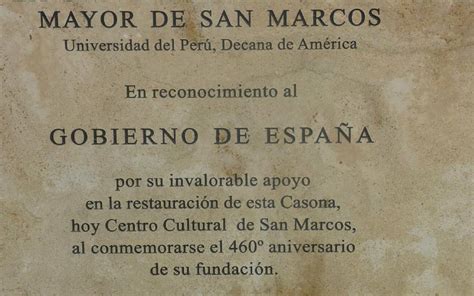 MAYOR DE SAN MARCOS
Universidad del Perú, Decana de América
En reconocimiento al
GOBIERNO DE ESPAÑA
por su invalorable apoyo
en la restauración de esta Casona,
hoy Centro Cultural de San Marcos,
al conmemorarse el 460º aniversario
de su fundación.